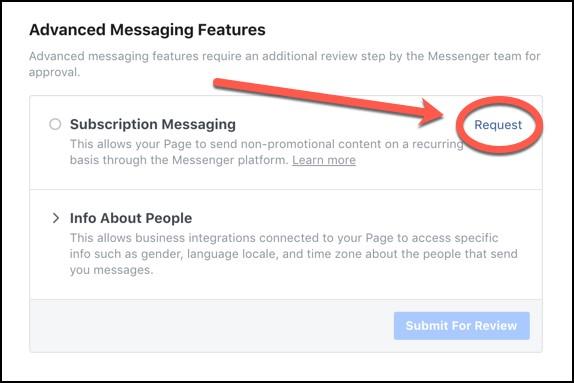 Advanced Messaging Features
Advanced messaging features require an additional review step by the Messenger team for
approval.
Subscription Messaging
Request
This allows your Page to send non-promotional content on a recurring
basis through the Messenger platform. Learn more
Info About People
This allows business integrations connected to your Page to access specific
info such as gender, language locale, and time zone about the people that send
you messages.
Submit For Review